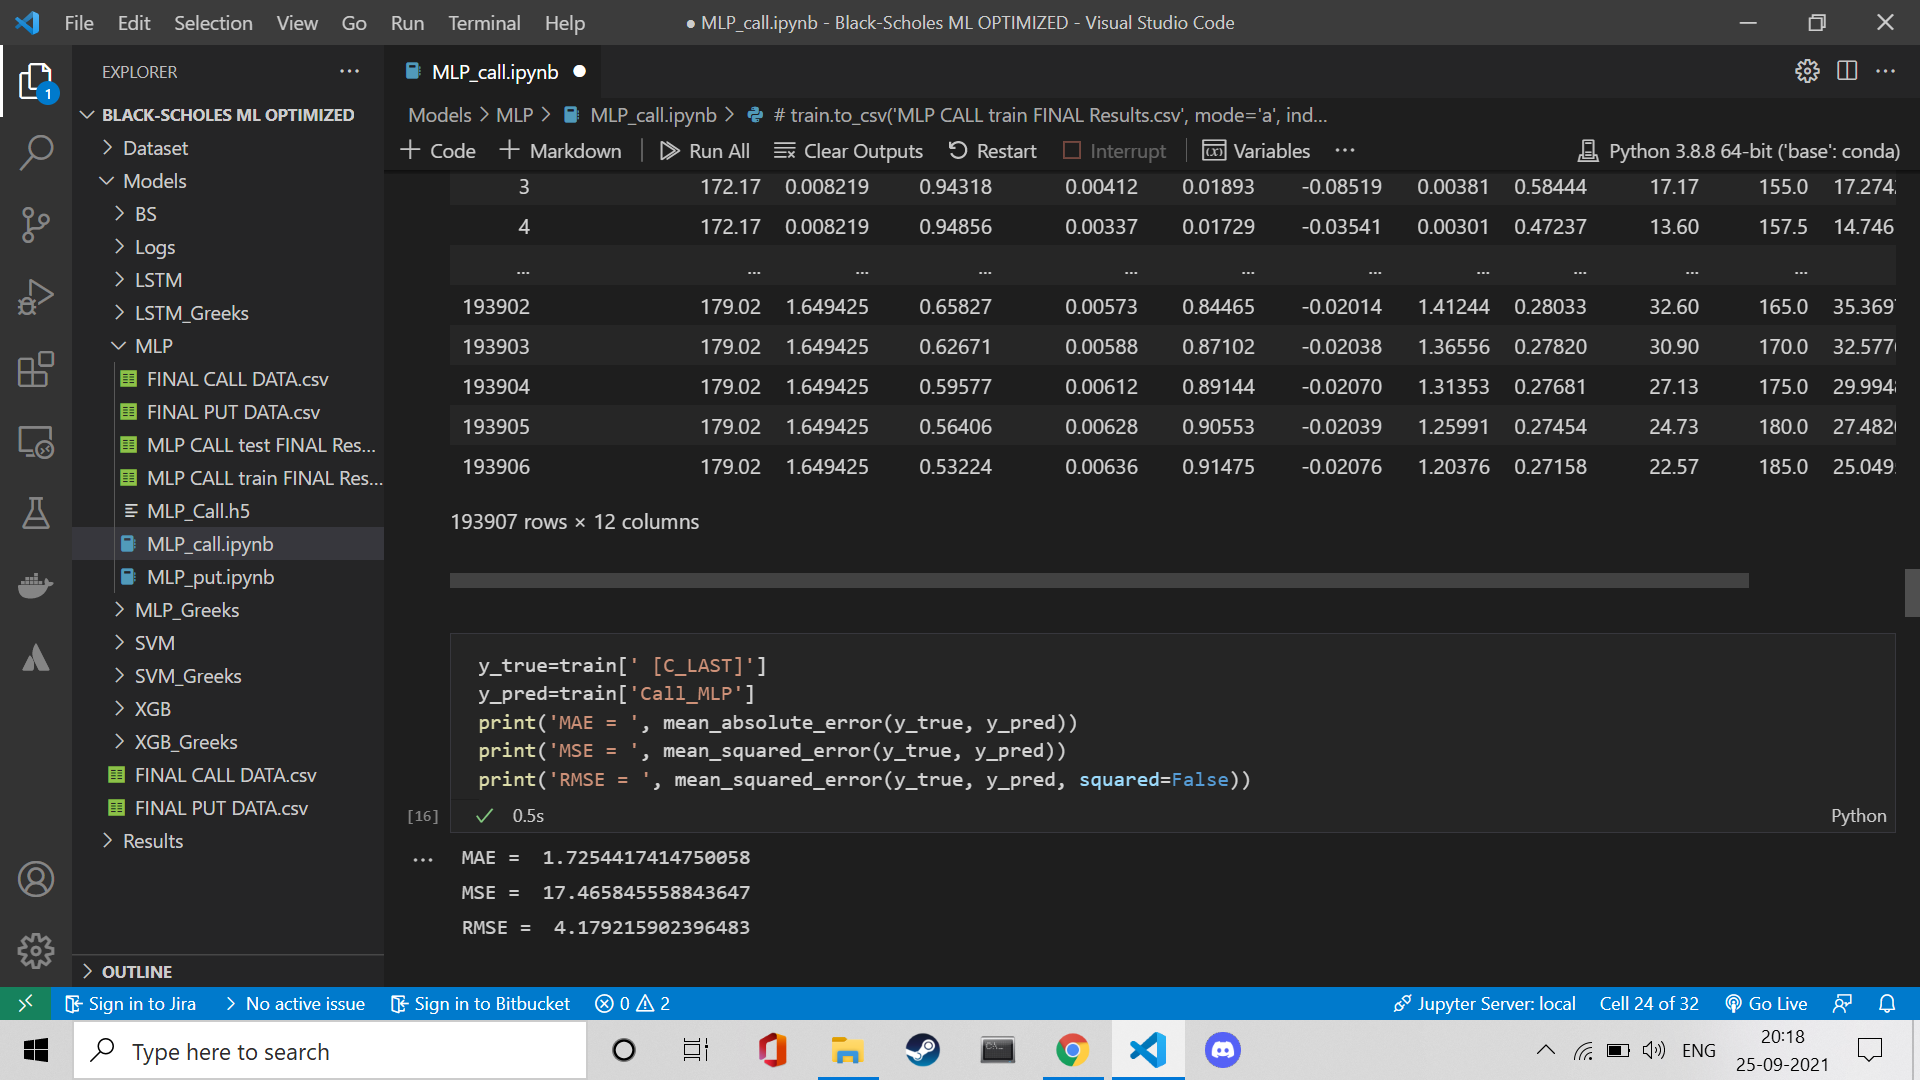 File Edit Selection View Go Run Terminal Help
● MLP_call.ipynb - Black-Scholes ML OPTIMIZED - Visual Studio Code
EXPLORER
1
BLACK-SCHOLES ML OPTIMIZED
Dataset
Models
BS
Logs
LSTM
LSTM_Greeks
MLP
FINAL CALL DATA.csv
FINAL PUT DATA.csv
MLP CALL test FINAL Res...
MLP CALL train FINAL Res...
MLP_Call.h5
MLP_call.ipynb
MLP_put.ipynb
MLP_Greeks
SVM
SVM_Greeks
XGB
XGB_Greeks
FINAL CALL DATA.csv
FINAL PUT DATA.csv
Results
OUTLINE
MLP_call.ipynb
Models > MLP > MLP_call.ipynb > # train.to_csv('MLP CALL train FINAL Results.csv', mode='a', ind...
Code Markdown Run All Clear Outputs Restart Interrupt Variables ... Python 3.8.8 64-bit ('base': conda)
3 172.17 0.008219 0.94318 0.00412 0.01893 -0.08519 0.00381 0.58444 17.17 155.0 17.274
4 172.17 0.008219 0.94856 0.00337 0.01729 -0.03541 0.00301 0.47237 13.60 157.5 14.746
... ... ... ... ... ... ... ... ... ... ...
193902 179.02 1.649425 0.65827 0.00573 0.84465 -0.02014 1.41244 0.28033 32.60 165.0 35.369
193903 179.02 1.649425 0.62671 0.00588 0.87102 -0.02038 1.36556 0.27820 30.90 170.0 32.577
193904 179.02 1.649425 0.59577 0.00612 0.89144 -0.02070 1.31353 0.27681 27.13 175.0 29.994
193905 179.02 1.649425 0.56406 0.00628 0.90553 -0.02039 1.25991 0.27454 24.73 180.0 27.482
193906 179.02 1.649425 0.53224 0.00636 0.91475 -0.02076 1.20376 0.27158 22.57 185.0 25.049
193907 rows × 12 columns
y_true=train[' [C_LAST]']
y_pred=train['Call_MLP']
print('MAE = ', mean_absolute_error(y_true, y_pred))
print('MSE = ', mean_squared_error(y_true, y_pred))
print('RMSE = ', mean_squared_error(y_true, y_pred, squared=False))
[16] 0.5s Python
... MAE =  1.7254417414750058
MSE =  17.465845558843647
RMSE =  4.179215902396483
Sign in to Jira No active issue Sign in to Bitbucket 0 2 Jupyter Server: local Cell 24 of 32 Go Live
Type here to search
ENG
20:18
25-09-2021